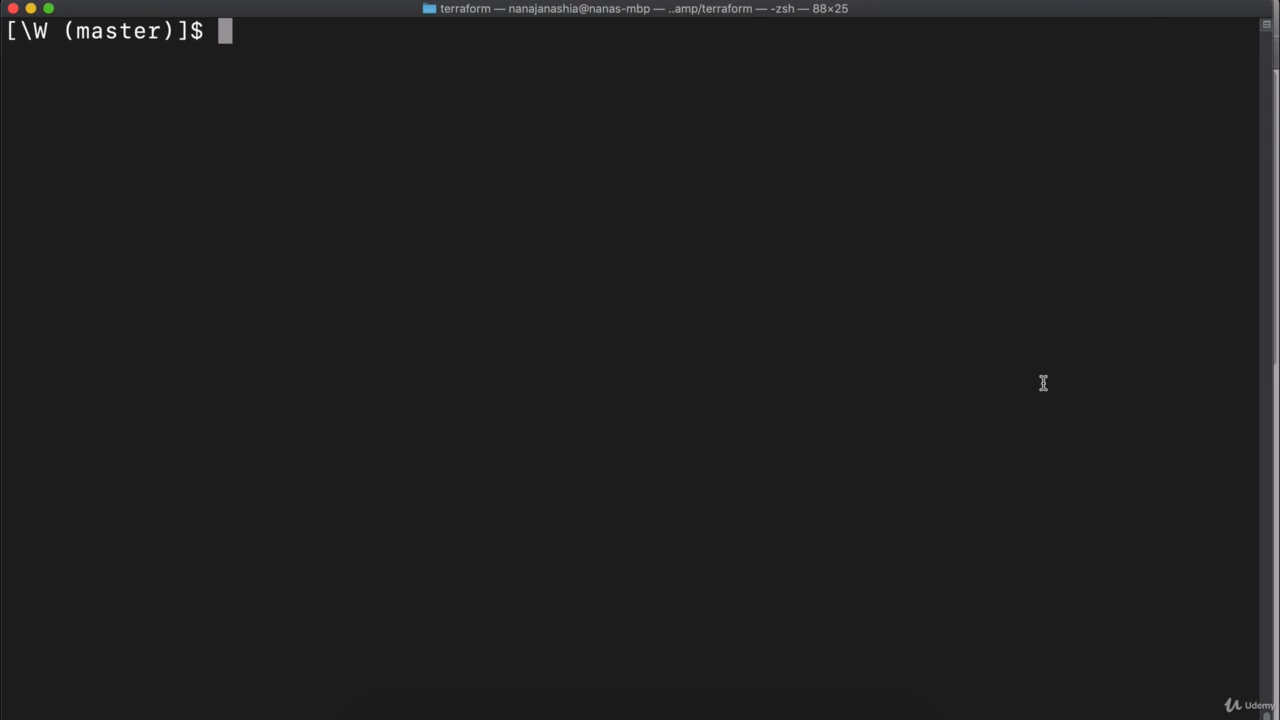 terraform — nanajanashia@nanas-mbp — ..amp/terraform — -zsh — 88×25
[\W (master)]$
Udemy